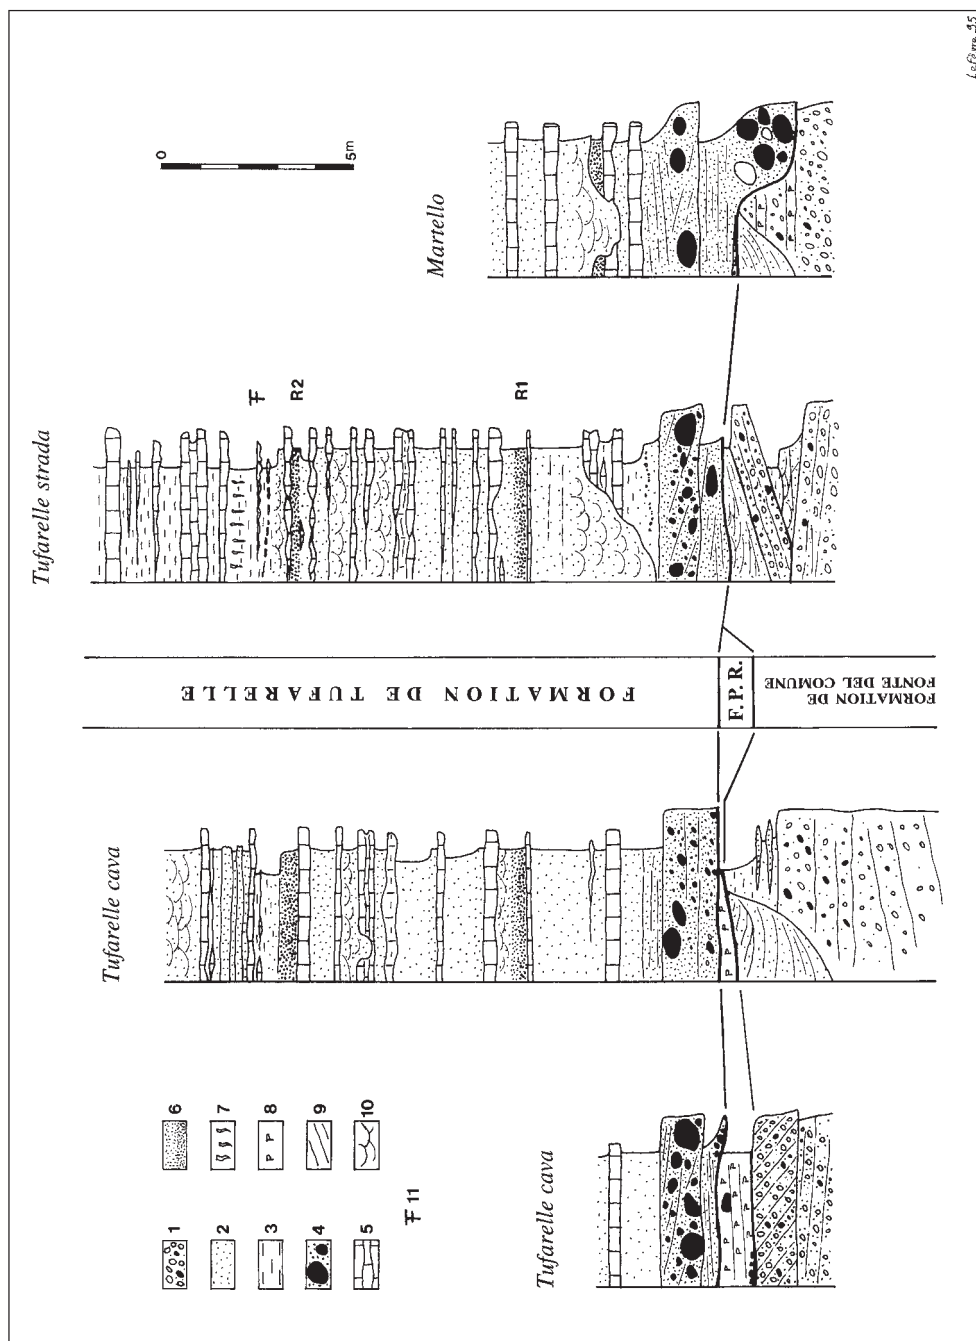 Tufarelle cava
Tufarelle cava
Tufarelle strada
Martello
0
5m
R2
R1
FORMATION DE TUFARELLE
F. P. R.
FORMATION DE
FONTE DEL COMUNE
1
2
3
4
5
6
7
8
9
10
11